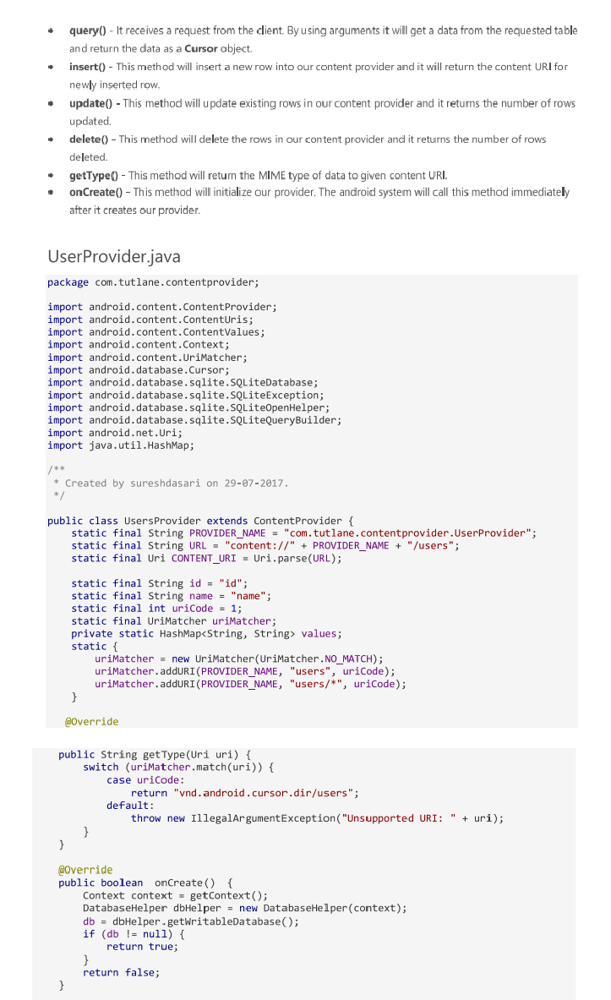 • query() - It receives a request from the client. By using arguments it will get a data from the requested table
and return the data as a Cursor object.
• insert() – This method will insert a new row into our content provider and it will return the content URI for
newly inserted row.
• update() - This method will update existing rows in our content provider and it returns the number of rows
updated.
• delete() – This method will delete the rows in our content provider and it returns the number of rows
deleted.
• getType() – This method will return the MIME type of data to given content URI.
• onCreate() – This method will initialize our provider. The android system will call this method immediately
after it creates our provider.
UserProvider.java
package com.tutlane.contentprovider;
import android.content.ContentProvider;
import android.content.ContentUris;
import android.content.ContentValues;
import android.content.Context;
import android.content.UriMatcher;
import android.database.Cursor;
import android.database.sqlite.SQLiteDatabase;
import android.database.sqlite.SQLiteException;
import android.database.sqlite.SQLiteOpenHelper;
import android.database.sqlite.SQLiteQueryBuilder;
import android.net.Uri;
import java.util.HashMap;
/**
 * Created by sureshdasari on 29-07-2017.
 */
public class UsersProvider extends ContentProvider {
    static final String PROVIDER_NAME = "com.tutlane.contentprovider.UserProvider";
    static final String URL = "content://" + PROVIDER_NAME + "/users";
    static final Uri CONTENT_URI = Uri.parse(URL);
    static final String id = "id";
    static final String name = "name";
    static final int uriCode = 1;
    static final UriMatcher uriMatcher;
    private static HashMap<String, String> values;
    static {
        uriMatcher = new UriMatcher(UriMatcher.NO_MATCH);
        uriMatcher.addURI(PROVIDER_NAME, "users", uriCode);
        uriMatcher.addURI(PROVIDER_NAME, "users/*", uriCode);
    }
   @Override
    public String getType(Uri uri) {
        switch (uriMatcher.match(uri)) {
            case uriCode:
                return "vnd.android.cursor.dir/users";
            default:
                throw new IllegalArgumentException("Unsupported URI: " + uri);
        }
    }
    @Override
    public boolean  onCreate()  {
        Context context = getContext();
        DatabaseHelper dbHelper = new DatabaseHelper(context);
        db = dbHelper.getWritableDatabase();
        if (db != null) {
            return true;
        }
        return false;
    }